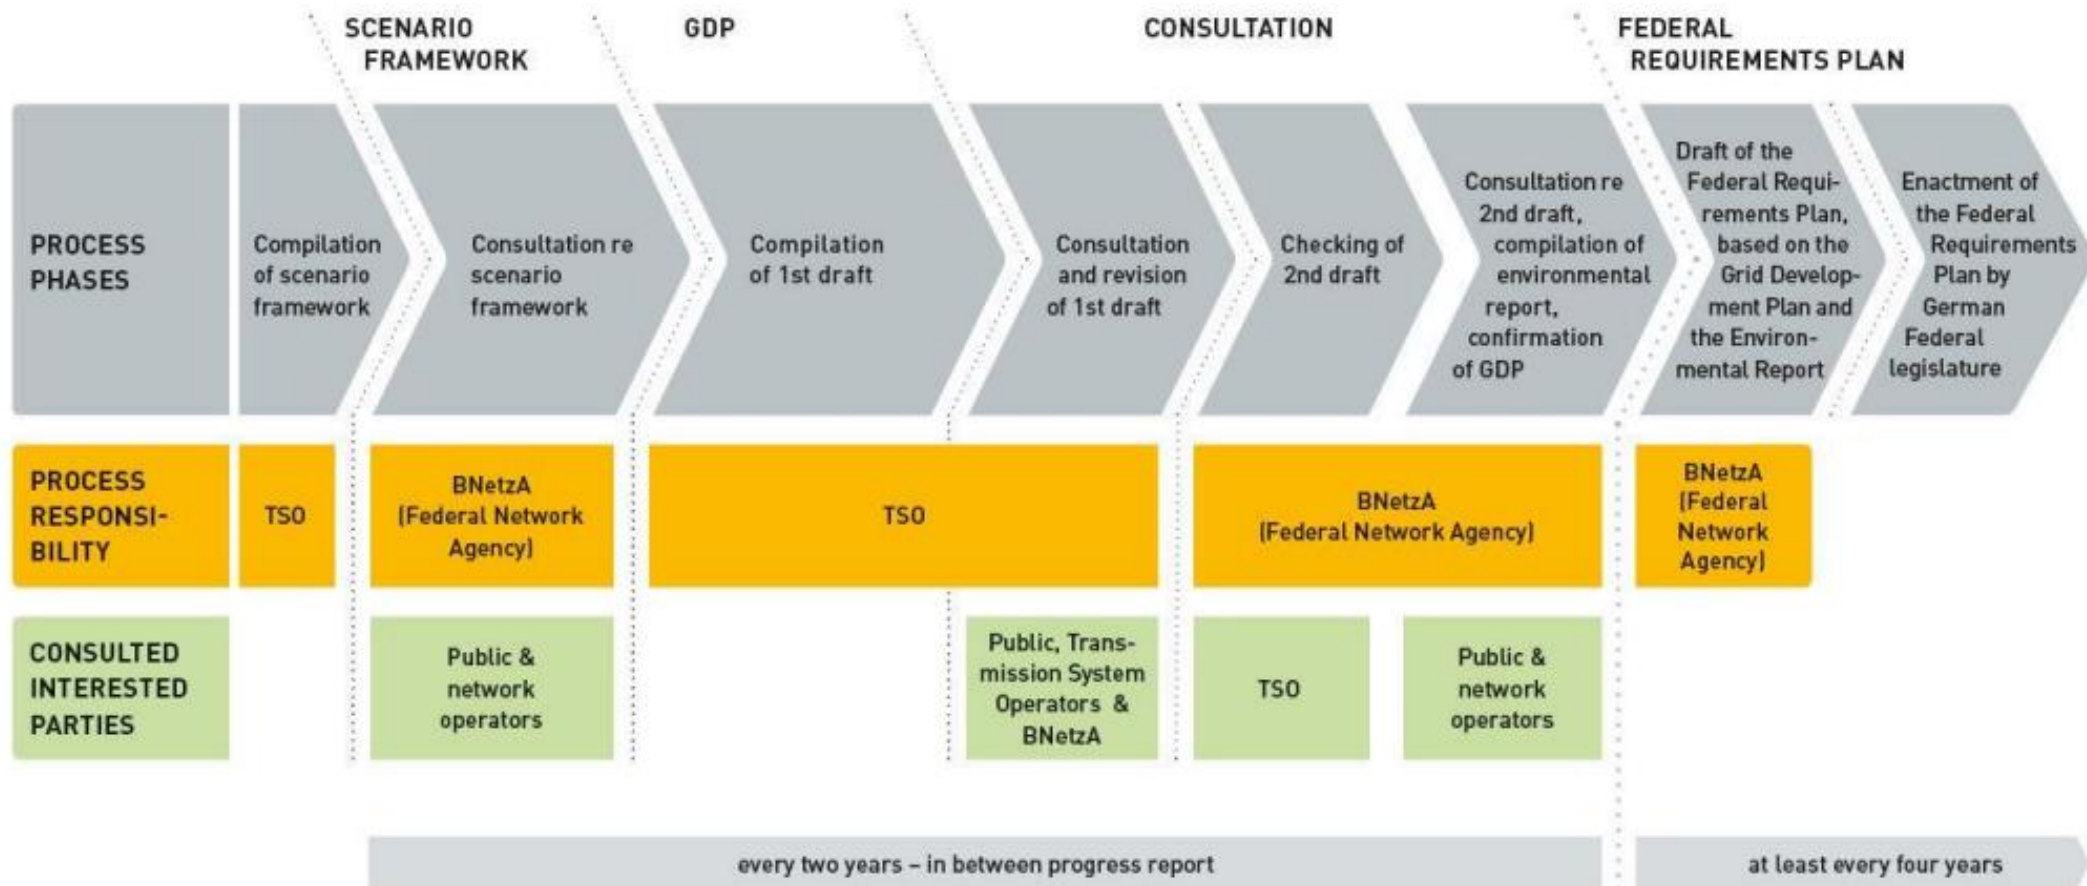 SCENARIO
FRAMEWORK
GDP
CONSULTATION
FEDERAL
REQUIREMENTS PLAN
PROCESS
PHASES
Compilation
of scenario
framework
Consultation re
scenario
framework
Compilation
of 1st draft
Consultation
and revision
of 1st draft
Checking of
2nd draft
Consultation re
2nd draft,
compilation of
environmental
report,
confirmation
of GDP
Draft of the
Federal Requi-
rements Plan,
based on the
Grid Develop-
ment Plan and
the Environ-
mental Report
Enactment of
the Federal
Requirements
Plan by
German
Federal
legislature
PROCESS
RESPONSI-
BILITY
TSO
BNetzA
(Federal Network
Agency)
TSO
BNetzA
(Federal Network Agency)
BNetzA
(Federal
Network
Agency)
CONSULTED
INTERESTED
PARTIES
Public &
network
operators
Public, Trans-
mission System
Operators &
BNetzA
TSO
Public &
network
operators
every two years – in between progress report
at least every four years